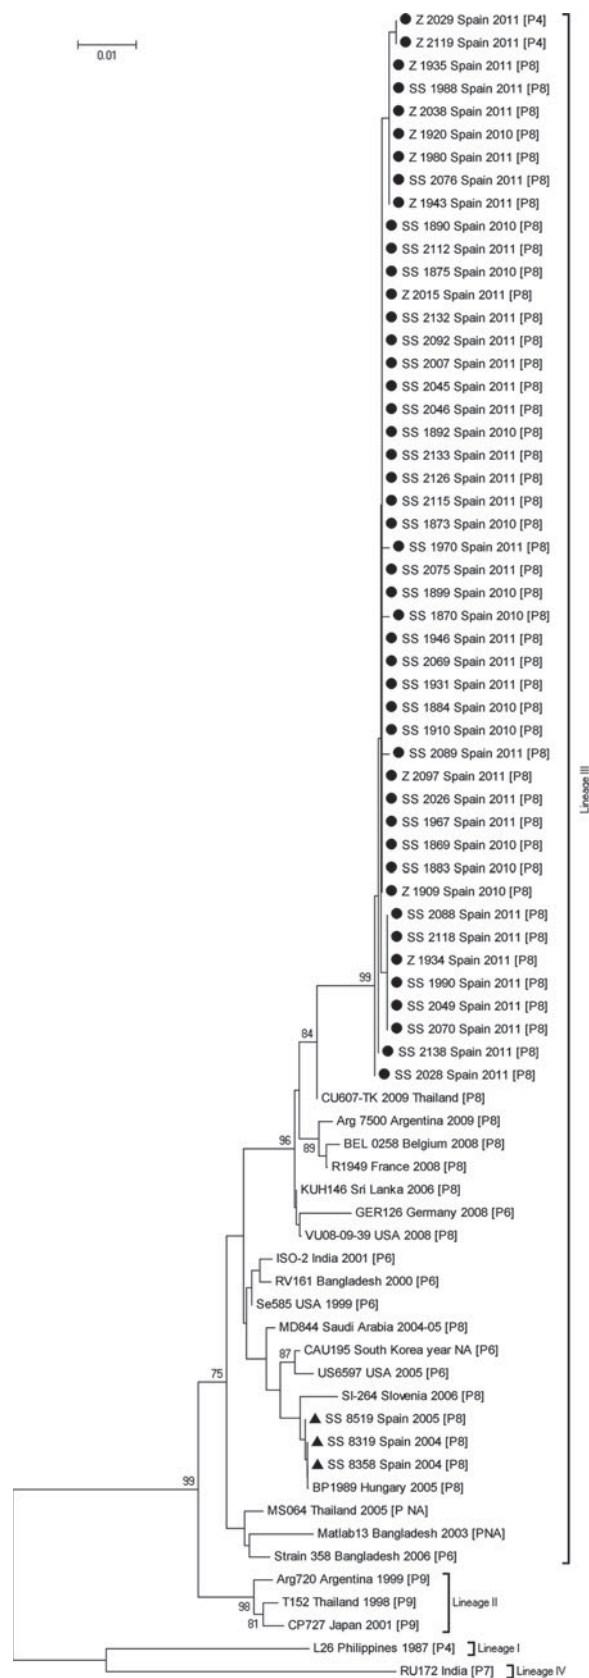 Z 2029 Spain 2011 [P4]
0.01
Z 2119 Spain 2011 [P4]
Z 1935 Spain 2011 [P8]
SS 1988 Spain 2011 [P8]
Z 2038 Spain 2011 [P8]
Z 1920 Spain 2010 [P8]
Z 1980 Spain 2011 [P8]
SS 2076 Spain 2011 [P8]
Z 1943 Spain 2011 [P8]
SS 1890 Spain 2010 [P8]
SS 2112 Spain 2011 [P8]
SS 1875 Spain 2010 [P8]
Z 2015 Spain 2011 [P8]
SS 2132 Spain 2011 [P8]
SS 2092 Spain 2011 [P8]
SS 2007 Spain 2011 [P8]
SS 2045 Spain 2011 [P8]
SS 2046 Spain 2011 [P8]
SS 1892 Spain 2010 [P8]
SS 2133 Spain 2011 [P8]
SS 2126 Spain 2011 [P8]
SS 2115 Spain 2011 [P8]
SS 1873 Spain 2010 [P8]
SS 1970 Spain 2011 [P8]
SS 2075 Spain 2011 [P8]
SS 1899 Spain 2010 [P8]
SS 1870 Spain 2010 [P8]
SS 1946 Spain 2011 [P8]
SS 2069 Spain 2011 [P8]
SS 1931 Spain 2011 [P8]
SS 1884 Spain 2010 [P8]
SS 1910 Spain 2010 [P8]
SS 2089 Spain 2011 [P8]
Z 2097 Spain 2011 [P8]
Lineage III
SS 2026 Spain 2011 [P8]
SS 1967 Spain 2011 [P8]
SS 1869 Spain 2010 [P8]
SS 1883 Spain 2010 [P8]
Z 1909 Spain 2010 [P8]
SS 2088 Spain 2011 [P8]
SS 2118 Spain 2011 [P8]
Z 1934 Spain 2011 [P8]
99
SS 1990 Spain 2011 [P8]
SS 2049 Spain 2011 [P8]
SS 2070 Spain 2011 [P8]
84
SS 2138 Spain 2011 [P8]
SS 2028 Spain 2011 [P8]
CU607-TK 2009 Thailand [P8]
Arg 7500 Argentina 2009 [P8]
96
BEL 0258 Belgium 2008 [P8]
89
R1949 France 2008 [P8]
KUH146 Sri Lanka 2006 [P8]
GER126 Germany 2008 [P6]
VU08-09-39 USA 2008 [P8]
ISO-2 India 2001 [P6]
RV161 Bangladesh 2000 [P6]
Se585 USA 1999 [P6]
MD844 Saudi Arabia 2004-05 [P8]
87
CAU195 South Korea year NA [P6]
75
US6597 USA 2005 [P6]
SI-264 Slovenia 2006 [P8]
SS 8519 Spain 2005 [P8]
SS 8319 Spain 2004 [P8]
SS 8358 Spain 2004 [P8]
99
BP1989 Hungary 2005 [P8]
MS064 Thailand 2005 [P NA]
Matlab13 Bangladesh 2003 [PNA]
Strain 358 Bangladesh 2006 [P6]
Arg720 Argentina 1999 [P9]
98
T152 Thailand 1998 [P9]
Lineage II
81
CP727 Japan 2001 [P9]
L26 Philippines 1987 [P4]
Lineage I
RU172 India [P7]
Lineage IV